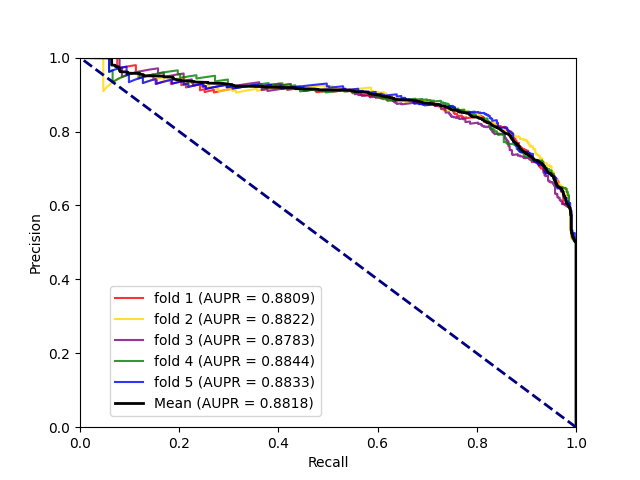 1.0
0.8
0.6
0.4
0.2
0.0
Precision
fold 1 (AUPR = 0.8809)
fold 2 (AUPR = 0.8822)
fold 3 (AUPR = 0.8783)
fold 4 (AUPR = 0.8844)
fold 5 (AUPR = 0.8833)
Mean (AUPR = 0.8818)
0.0 0.2 0.4 0.6 0.8 1.0
Recall